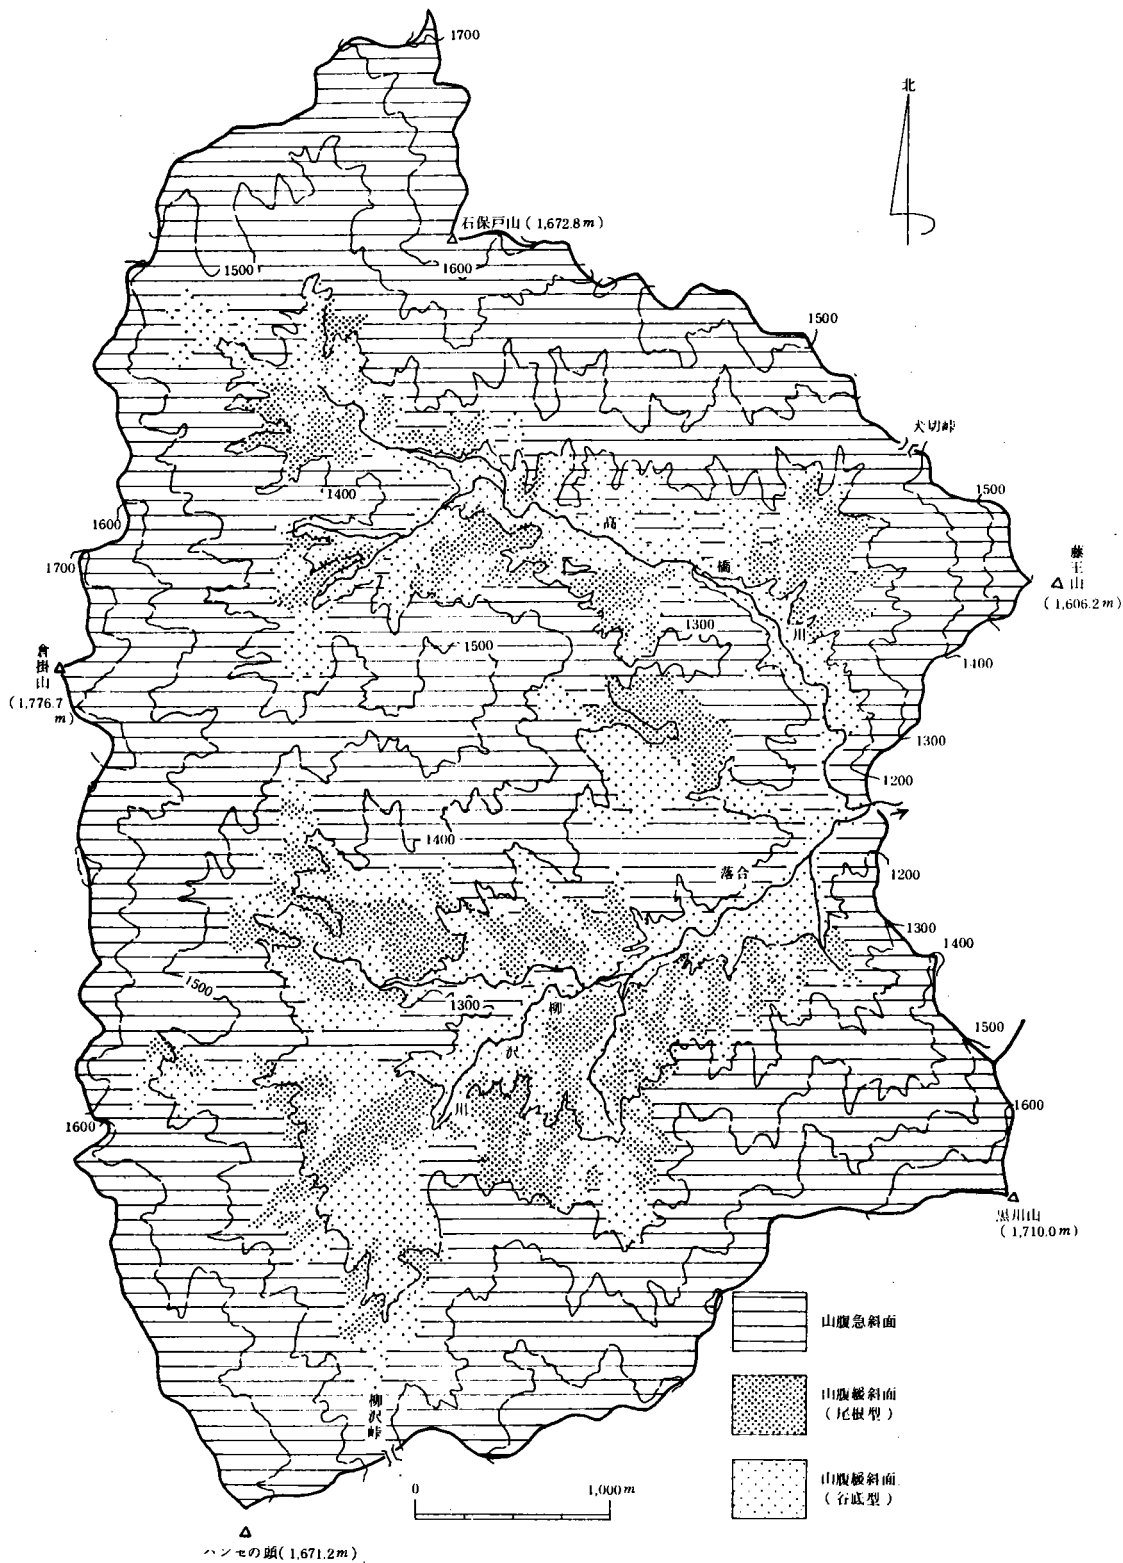 1700
北
石保戸山 (1,672.8m)
1500
1600
1500
犬切峠
1400
1500
1600
高
橋
川
藤王山
(1,606.2m)
1700
1300
1500
1400
倉掛山
(1,776.7
m)
1300
1200
1400
落合
1200
1300
1400
1500
1300
柳
沢
川
1500
1600
1600
黒川山
(1,710.0m)
山腹急斜面
山腹緩斜面
(尾根型)
柳沢峠
山腹緩斜面
(谷底型)
0
1,000m
ハンゼの頭(1,671.2m)